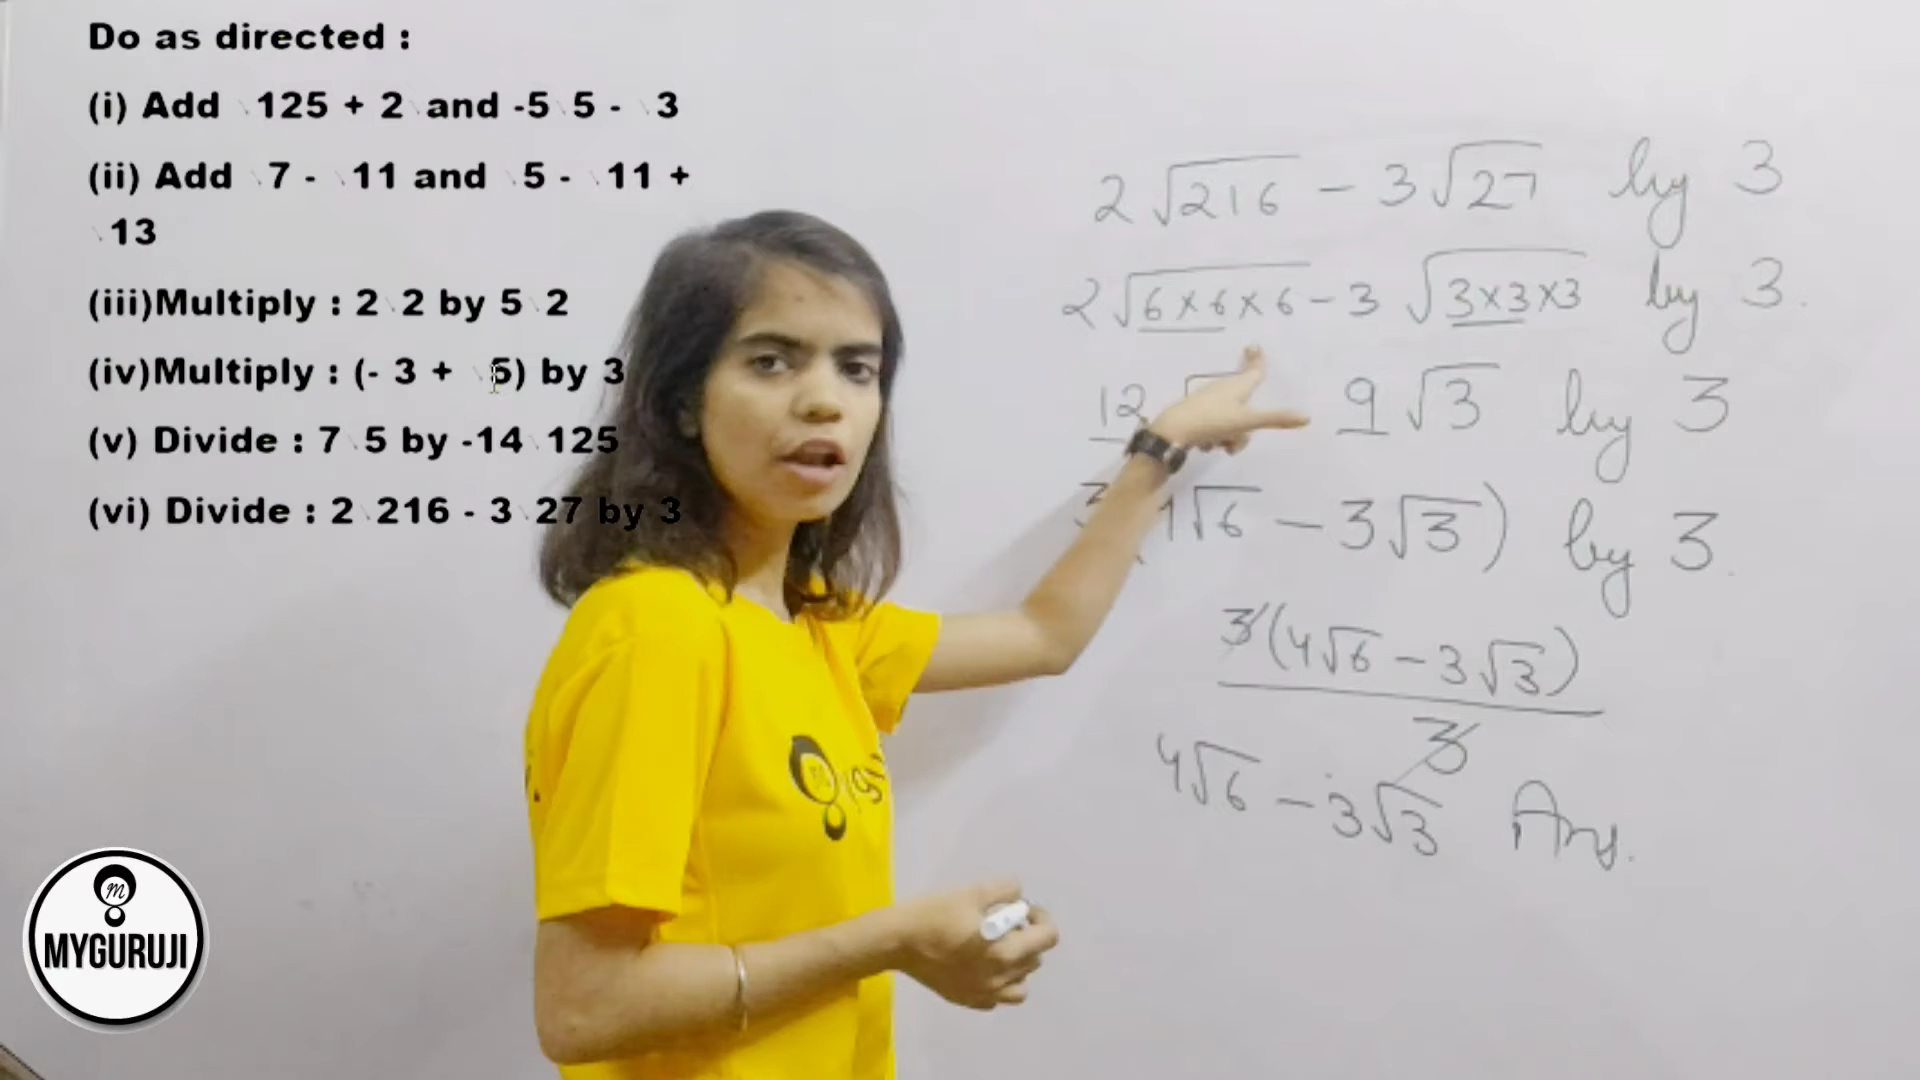 Do as directed :
(i) Add √125 + 2√ and -5√5 - √3
(ii) Add √7 - √11 and √5 - √11 +
√13
(iii)Multiply : 2√2 by 5√2
(iv)Multiply : (- 3 + √5) by 3
(v) Divide : 7√5 by -14√125
(vi) Divide : 2√216 - 3√27 by 3
2√216 - 3√27 by 3
2√6×6×6 - 3 √3×3×3 by 3.
12 9√3 by 3
3 √6 - 3√3) by 3
3(4√6 - 3√3)
3
4√6 - 3√3 Ans.
m
MYGURUJI